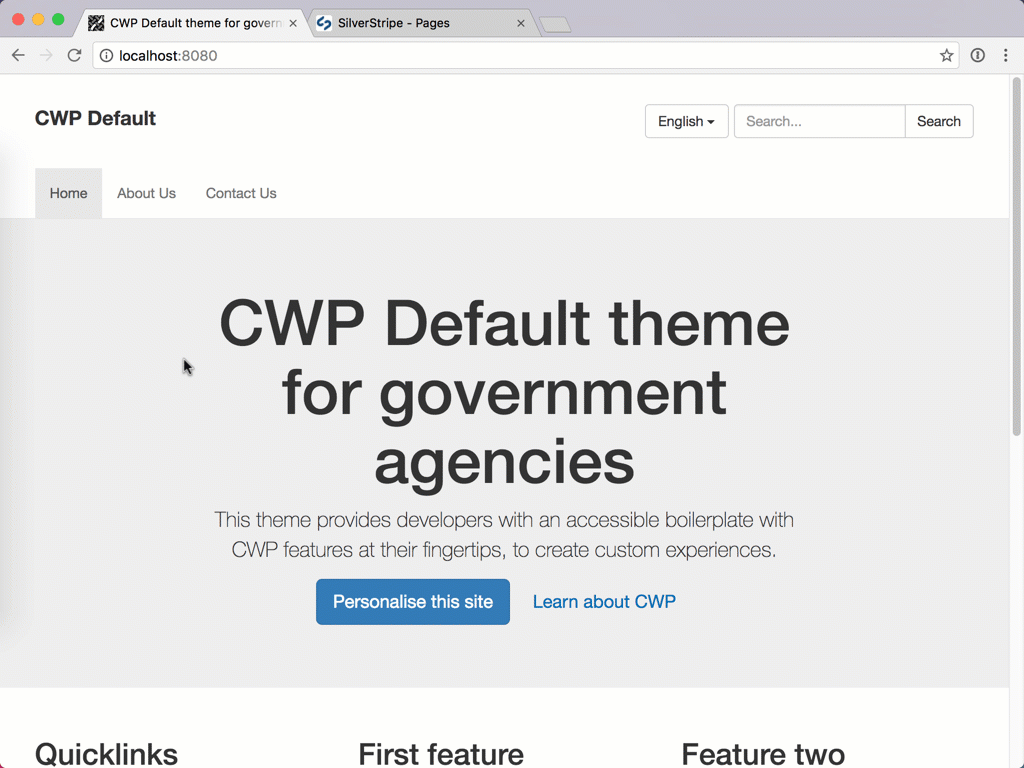 CWP Default theme for govern
SilverStripe - Pages
localhost:8080
CWP Default
English
Search...
Search
Home
About Us
Contact Us
CWP Default theme
for government
agencies
This theme provides developers with an accessible boilerplate with
CWP features at their fingertips, to create custom experiences.
Personalise this site
Learn about CWP
Quicklinks
First feature
Feature two